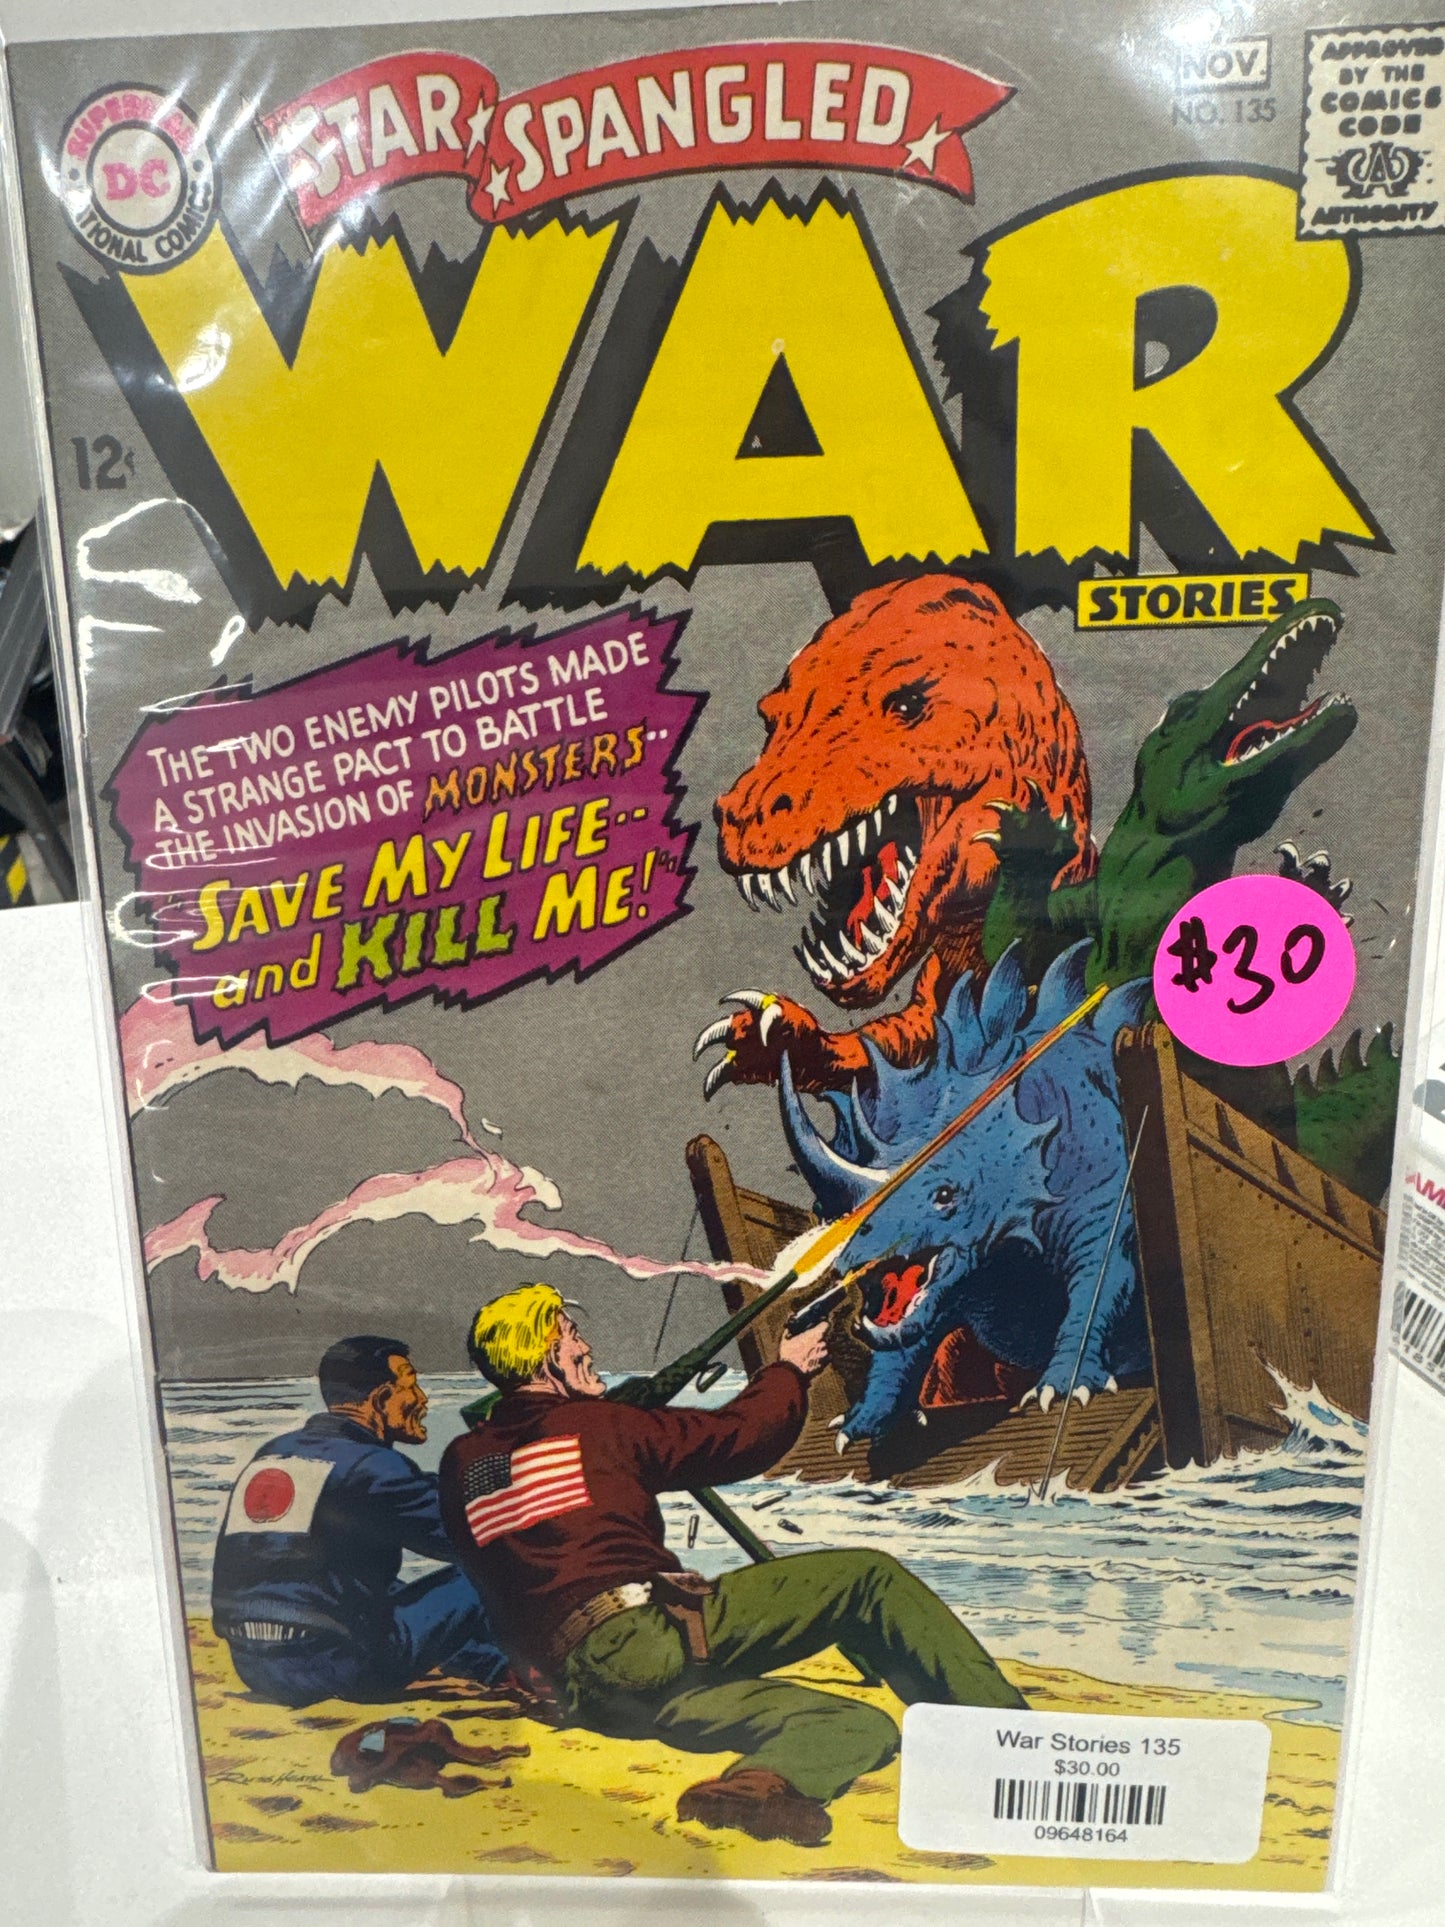 STAR SPANGLED
WAR
STORIES
NOV.
NO. 135
APPROVED
BY THE
COMICS
CODE
AUTHORITY
DC
NATIONAL COMICS
12¢
THE TWO ENEMY PILOTS MADE
A STRANGE PACT TO BATTLE
THE INVASION OF MONSTERS..
"SAVE MY LIFE--
and KILL ME!"
$30
RUSS HEATH
War Stories 135
$30.00
09648164